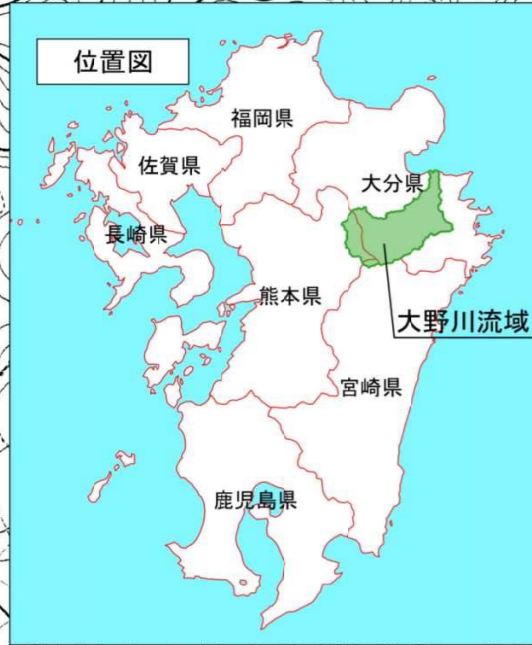 位置図
福岡県
佐賀県
大分県
長崎県
熊本県
大野川流域
宮崎県
鹿児島県